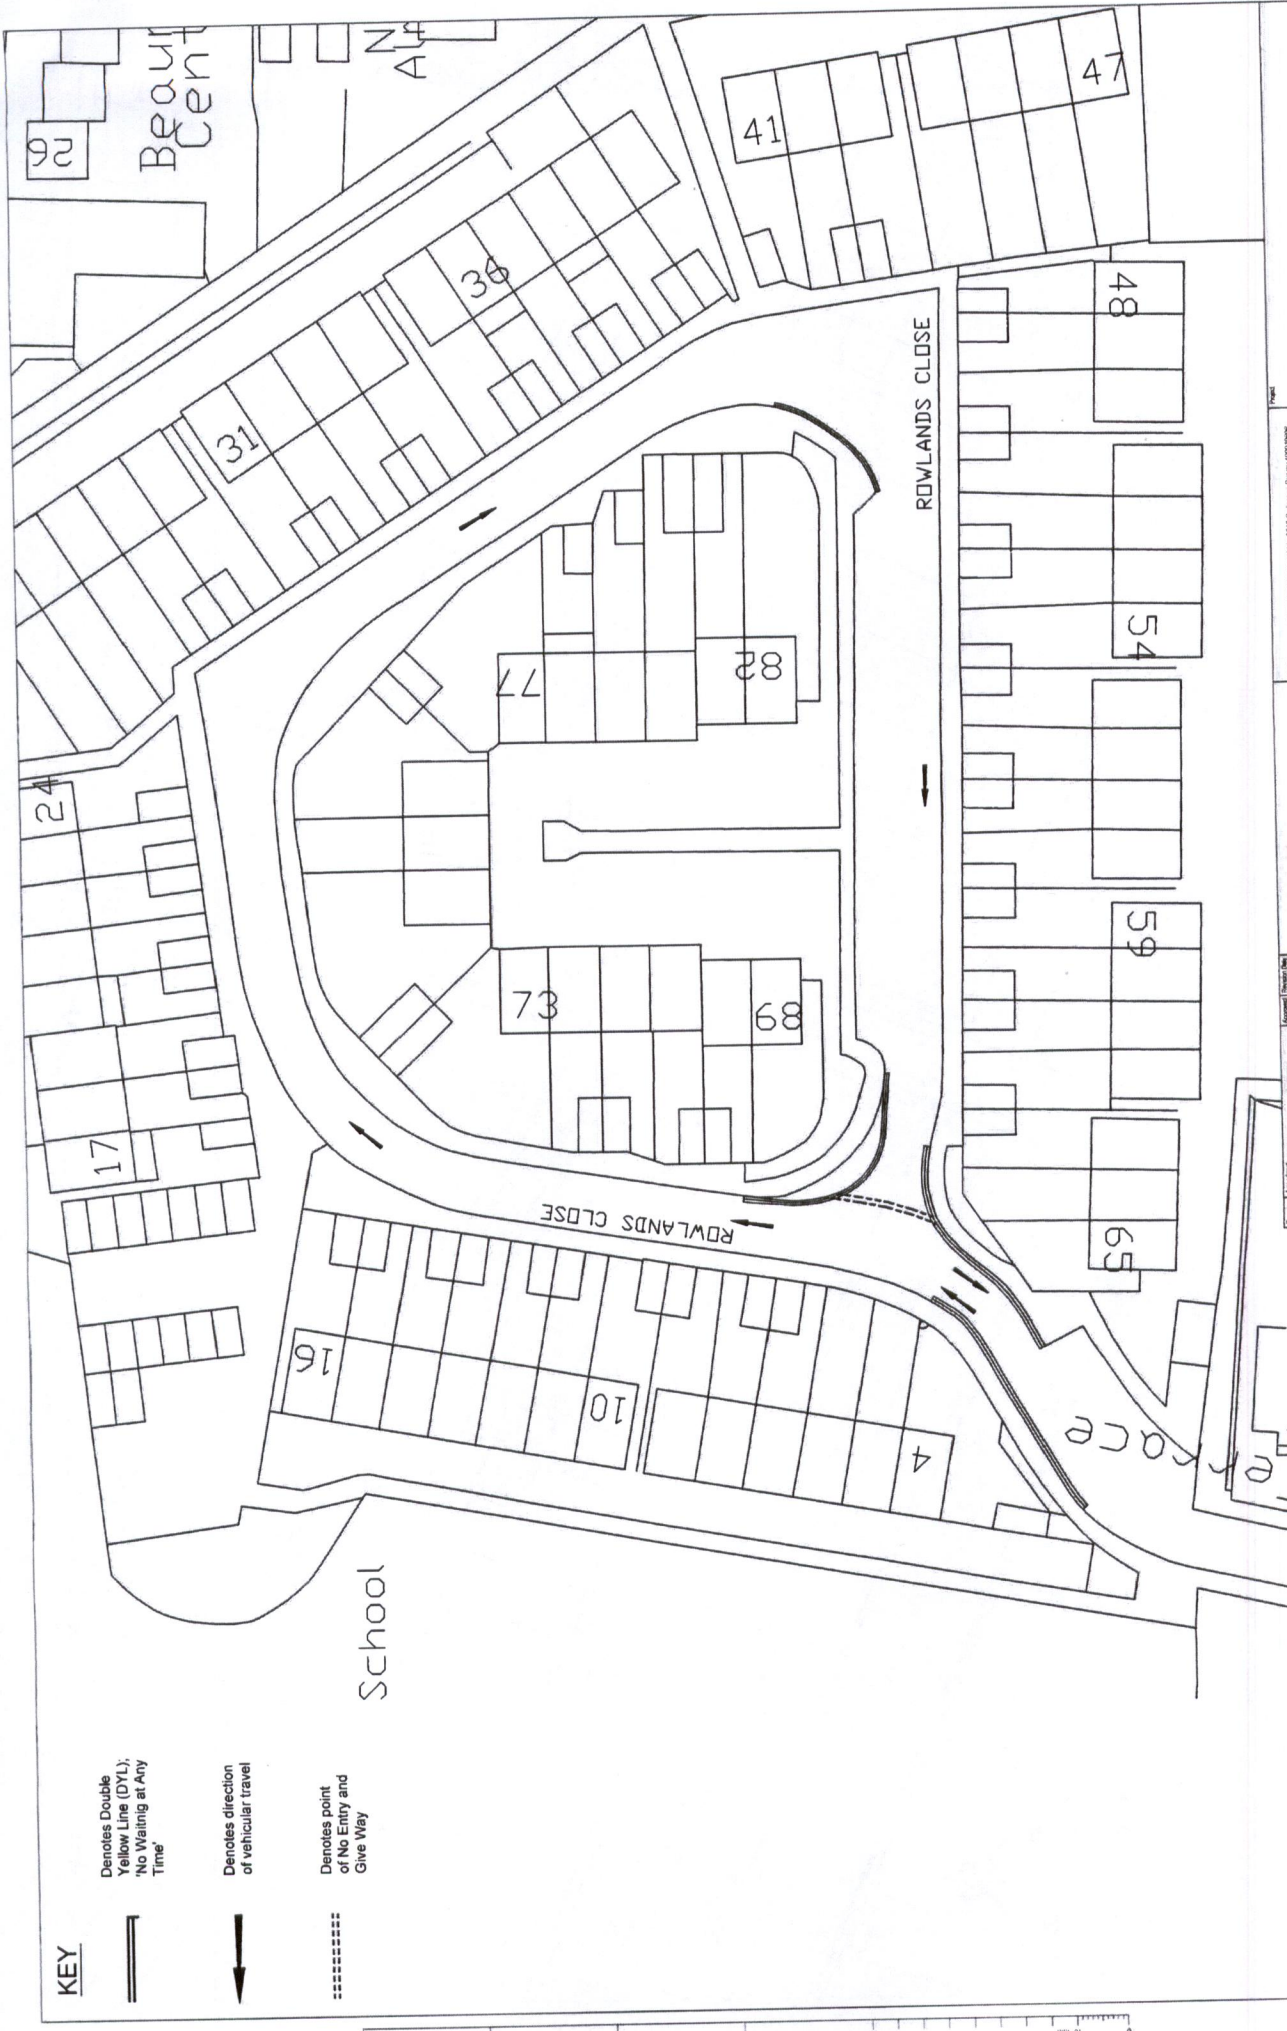 KEY
Denotes Double
Yellow Line (DYL);
'No Waitnig at Any
Time'
Denotes direction
of vehicular travel
Denotes point
of No Entry and
Give Way
School
26
Beau
Cent
N
41
47
36
31
48
ROWLANDS CLOSE
54
24
77
82
73
68
59
17
ROWLANDS CLOSE
65
16
10
4
ace